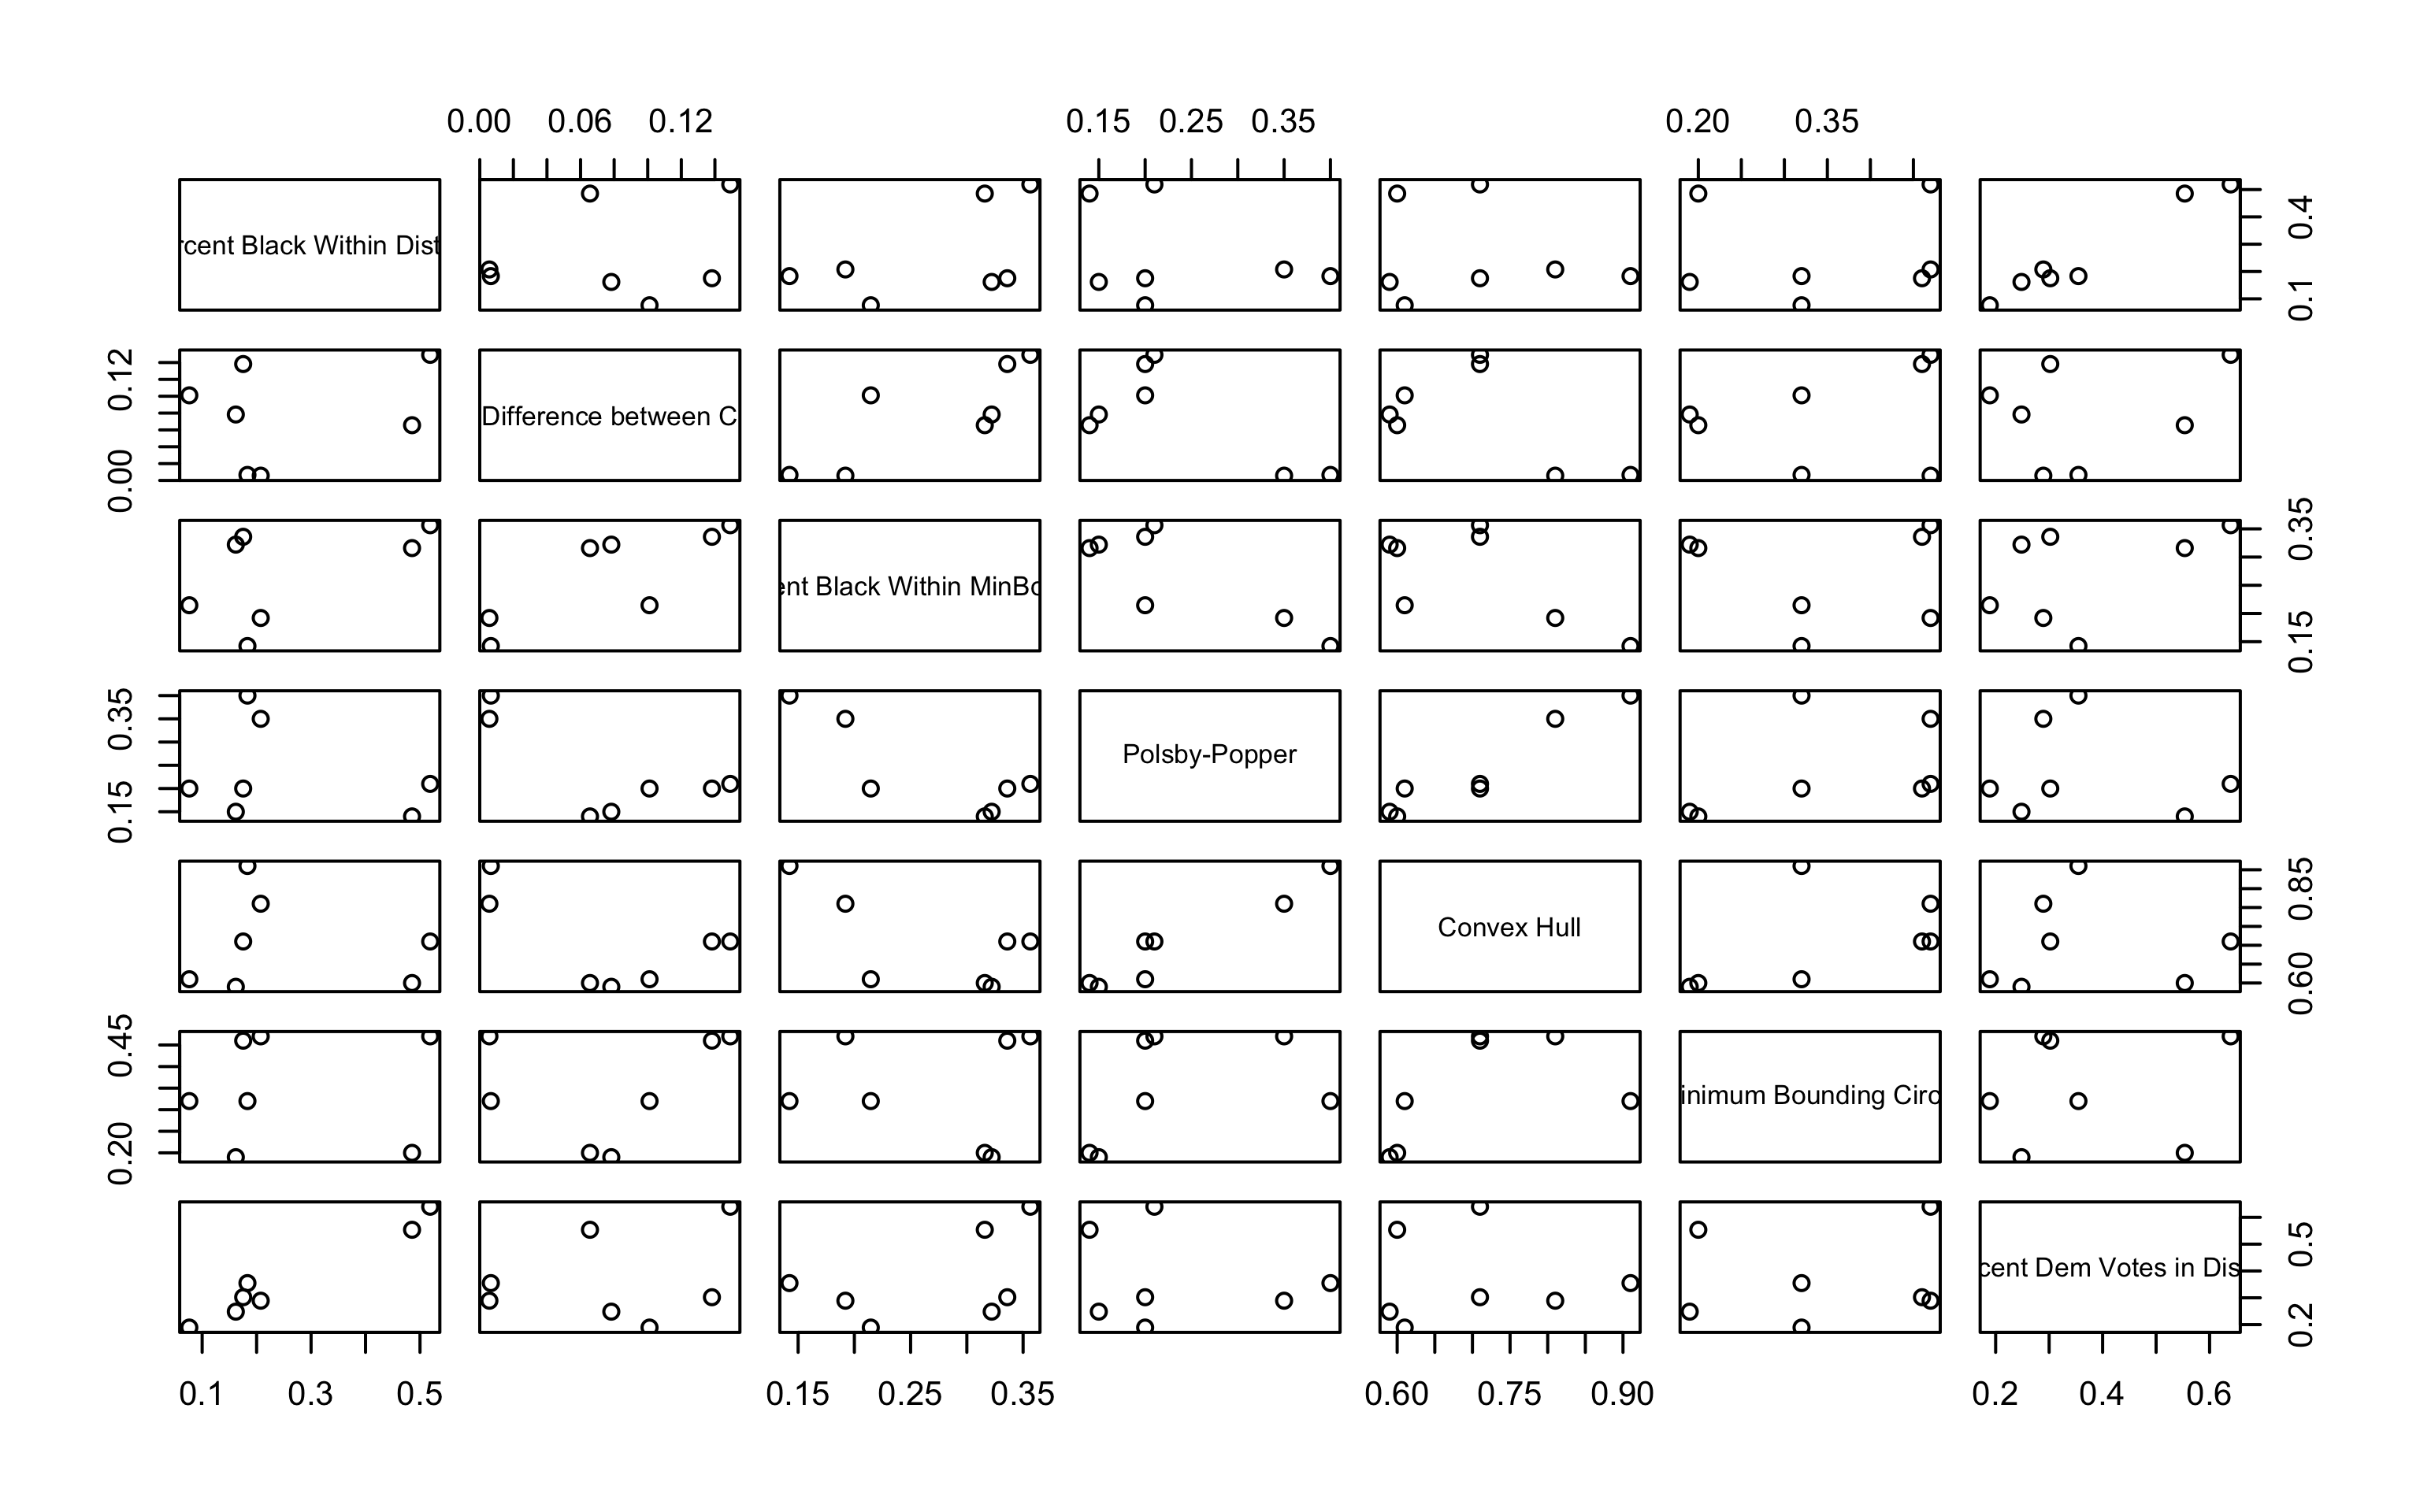 0.00 0.06 0.12 0.15 0.25 0.35 0.20 0.35
rcent Black Within Dist
0.1 0.4
0.00 0.12
Difference between C
ent Black Within MinBo
0.15 0.35
0.15 0.35
Polsby-Popper
Convex Hull
0.60 0.85
0.20 0.45
inimum Bounding Circ
cent Dem Votes in Dis
0.2 0.5
0.1 0.3 0.5 0.15 0.25 0.35 0.60 0.75 0.90 0.2 0.4 0.6